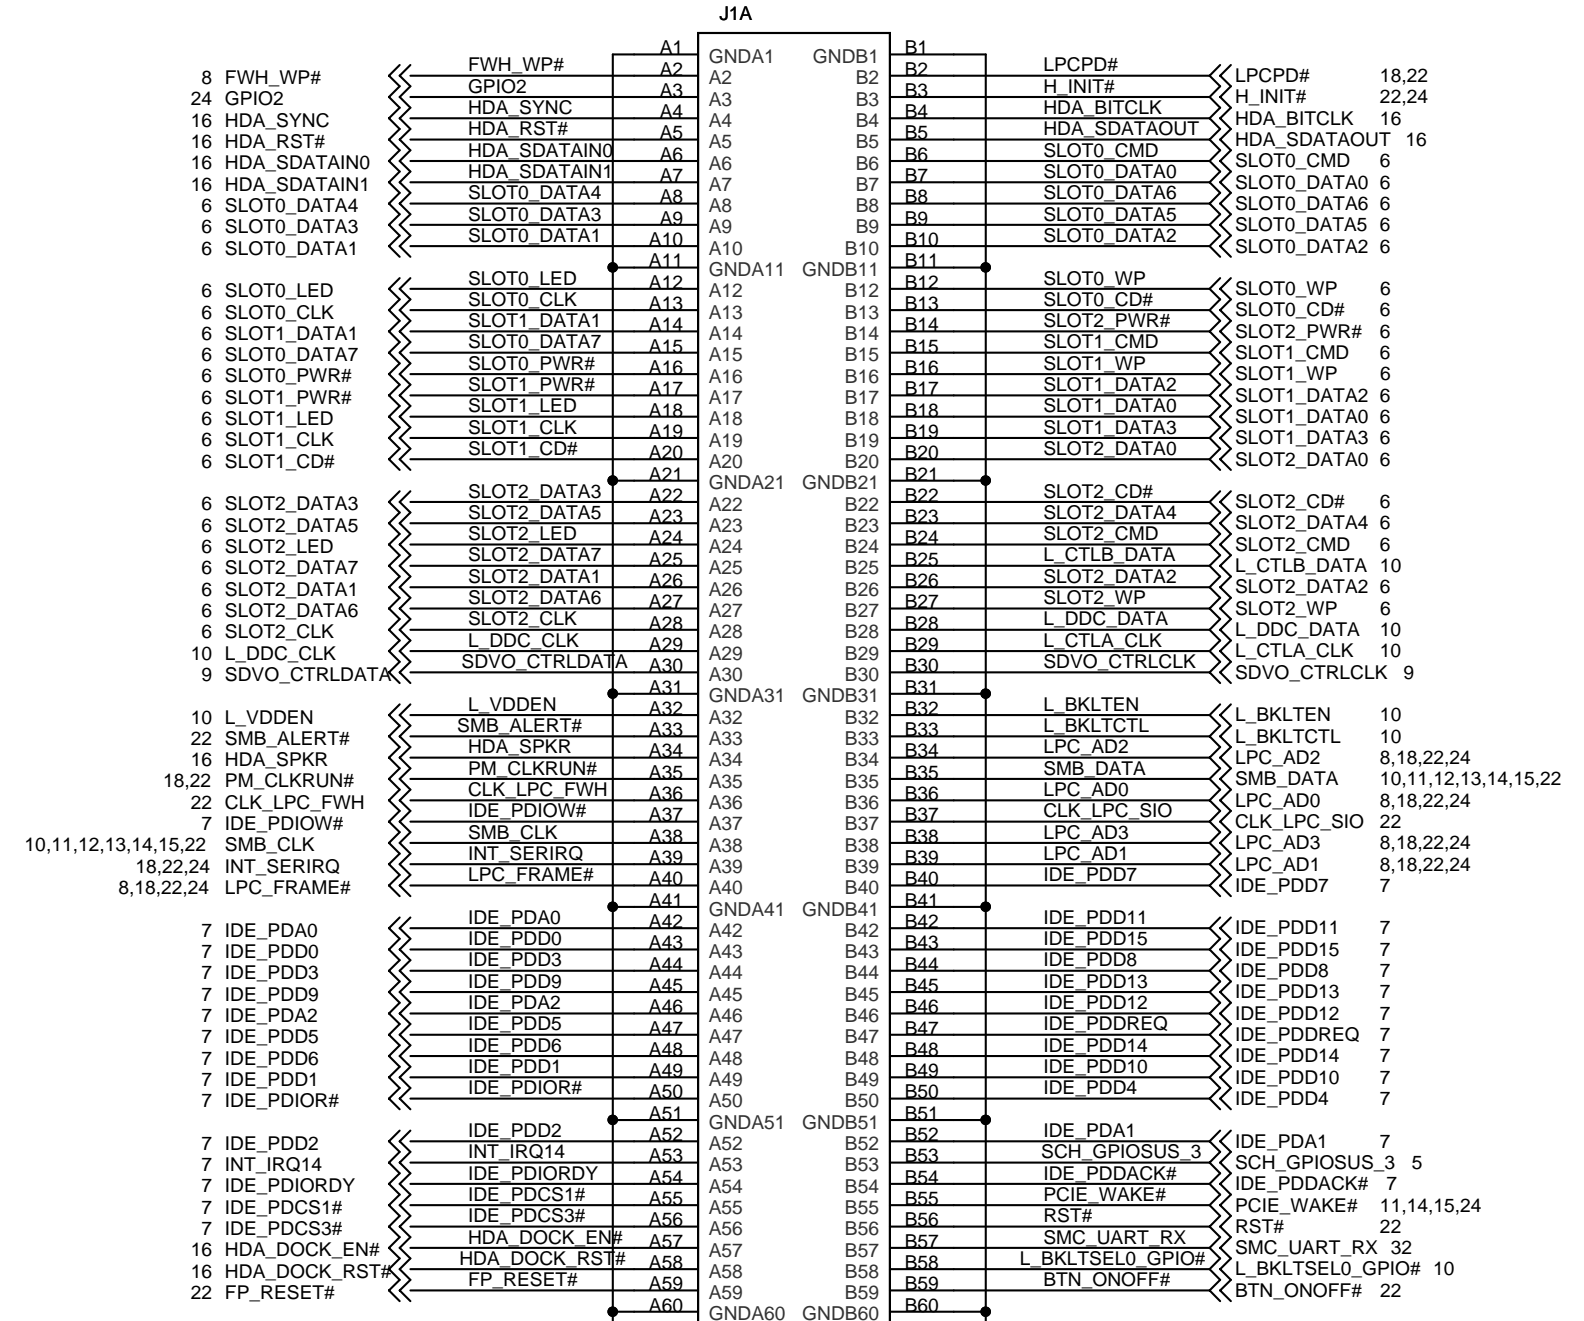 J1A
A1 GNDA1 GNDB1 B1
8 FWH_WP# FWH_WP# A2 A2 B2 B2 LPCPD# LPCPD# 18,22
24 GPIO2 GPIO2 A3 A3 B3 B3 H_INIT# H_INIT# 22,24
16 HDA_SYNC HDA_SYNC A4 A4 B4 B4 HDA_BITCLK HDA_BITCLK 16
16 HDA_RST# HDA_RST# A5 A5 B5 B5 HDA_SDATAOUT HDA_SDATAOUT 16
16 HDA_SDATAIN0 HDA_SDATAIN0 A6 A6 B6 B6 SLOT0_CMD SLOT0_CMD 6
16 HDA_SDATAIN1 HDA_SDATAIN1 A7 A7 B7 B7 SLOT0_DATA0 SLOT0_DATA0 6
6 SLOT0_DATA4 SLOT0_DATA4 A8 A8 B8 B8 SLOT0_DATA6 SLOT0_DATA6 6
6 SLOT0_DATA3 SLOT0_DATA3 A9 A9 B9 B9 SLOT0_DATA5 SLOT0_DATA5 6
6 SLOT0_DATA1 SLOT0_DATA1 A10 A10 B10 B10 SLOT0_DATA2 SLOT0_DATA2 6
A11 GNDA11 GNDB11 B11
6 SLOT0_LED SLOT0_LED A12 A12 B12 B12 SLOT0_WP SLOT0_WP 6
6 SLOT0_CLK SLOT0_CLK A13 A13 B13 B13 SLOT0_CD# SLOT0_CD# 6
6 SLOT1_DATA1 SLOT1_DATA1 A14 A14 B14 B14 SLOT2_PWR# SLOT2_PWR# 6
6 SLOT0_DATA7 SLOT0_DATA7 A15 A15 B15 B15 SLOT1_CMD SLOT1_CMD 6
6 SLOT0_PWR# SLOT0_PWR# A16 A16 B16 B16 SLOT1_WP SLOT1_WP 6
6 SLOT1_PWR# SLOT1_PWR# A17 A17 B17 B17 SLOT1_DATA2 SLOT1_DATA2 6
6 SLOT1_LED SLOT1_LED A18 A18 B18 B18 SLOT1_DATA0 SLOT1_DATA0 6
6 SLOT1_CLK SLOT1_CLK A19 A19 B19 B19 SLOT1_DATA3 SLOT1_DATA3 6
6 SLOT1_CD# SLOT1_CD# A20 A20 B20 B20 SLOT2_DATA0 SLOT2_DATA0 6
A21 GNDA21 GNDB21 B21
6 SLOT2_DATA3 SLOT2_DATA3 A22 A22 B22 B22 SLOT2_CD# SLOT2_CD# 6
6 SLOT2_DATA5 SLOT2_DATA5 A23 A23 B23 B23 SLOT2_DATA4 SLOT2_DATA4 6
6 SLOT2_LED SLOT2_LED A24 A24 B24 B24 SLOT2_CMD SLOT2_CMD 6
6 SLOT2_DATA7 SLOT2_DATA7 A25 A25 B25 B25 L_CTLB_DATA L_CTLB_DATA 10
6 SLOT2_DATA1 SLOT2_DATA1 A26 A26 B26 B26 SLOT2_DATA2 SLOT2_DATA2 6
6 SLOT2_DATA6 SLOT2_DATA6 A27 A27 B27 B27 SLOT2_WP SLOT2_WP 6
6 SLOT2_CLK SLOT2_CLK A28 A28 B28 B28 L_DDC_DATA L_DDC_DATA 10
10 L_DDC_CLK L_DDC_CLK A29 A29 B29 B29 L_CTLA_CLK L_CTLA_CLK 10
9 SDVO_CTRLDATA SDVO_CTRLDATA A30 A30 B30 B30 SDVO_CTRLCLK SDVO_CTRLCLK 9
A31 GNDA31 GNDB31 B31
10 L_VDDEN L_VDDEN A32 A32 B32 B32 L_BKLTEN L_BKLTEN 10
22 SMB_ALERT# SMB_ALERT# A33 A33 B33 B33 L_BKLTCTL L_BKLTCTL 10
16 HDA_SPKR HDA_SPKR A34 A34 B34 B34 LPC_AD2 LPC_AD2 8,18,22,24
18,22 PM_CLKRUN# PM_CLKRUN# A35 A35 B35 B35 SMB_DATA SMB_DATA 10,11,12,13,14,15,22
22 CLK_LPC_FWH CLK_LPC_FWH A36 A36 B36 B36 LPC_AD0 LPC_AD0 8,18,22,24
7 IDE_PDIOW# IDE_PDIOW# A37 A37 B37 B37 CLK_LPC_SIO CLK_LPC_SIO 22
10,11,12,13,14,15,22 SMB_CLK SMB_CLK A38 A38 B38 B38 LPC_AD3 LPC_AD3 8,18,22,24
18,22,24 INT_SERIRQ INT_SERIRQ A39 A39 B39 B39 LPC_AD1 LPC_AD1 8,18,22,24
8,18,22,24 LPC_FRAME# LPC_FRAME# A40 A40 B40 B40 IDE_PDD7 IDE_PDD7 7
A41 GNDA41 GNDB41 B41
7 IDE_PDA0 IDE_PDA0 A42 A42 B42 B42 IDE_PDD11 IDE_PDD11 7
7 IDE_PDD0 IDE_PDD0 A43 A43 B43 B43 IDE_PDD15 IDE_PDD15 7
7 IDE_PDD3 IDE_PDD3 A44 A44 B44 B44 IDE_PDD8 IDE_PDD8 7
7 IDE_PDD9 IDE_PDD9 A45 A45 B45 B45 IDE_PDD13 IDE_PDD13 7
7 IDE_PDA2 IDE_PDA2 A46 A46 B46 B46 IDE_PDD12 IDE_PDD12 7
7 IDE_PDD5 IDE_PDD5 A47 A47 B47 B47 IDE_PDDREQ IDE_PDDREQ 7
7 IDE_PDD6 IDE_PDD6 A48 A48 B48 B48 IDE_PDD14 IDE_PDD14 7
7 IDE_PDD1 IDE_PDD1 A49 A49 B49 B49 IDE_PDD10 IDE_PDD10 7
7 IDE_PDIOR# IDE_PDIOR# A50 A50 B50 B50 IDE_PDD4 IDE_PDD4 7
A51 GNDA51 GNDB51 B51
7 IDE_PDD2 IDE_PDD2 A52 A52 B52 B52 IDE_PDA1 IDE_PDA1 7
7 INT_IRQ14 INT_IRQ14 A53 A53 B53 B53 SCH_GPIOSUS_3 SCH_GPIOSUS_3 5
7 IDE_PDIORDY IDE_PDIORDY A54 A54 B54 B54 IDE_PDDACK# IDE_PDDACK# 7
7 IDE_PDCS1# IDE_PDCS1# A55 A55 B55 B55 PCIE_WAKE# PCIE_WAKE# 11,14,15,24
7 IDE_PDCS3# IDE_PDCS3# A56 A56 B56 B56 RST# RST# 22
16 HDA_DOCK_EN# HDA_DOCK_EN# A57 A57 B57 B57 SMC_UART_RX SMC_UART_RX 32
16 HDA_DOCK_RST# HDA_DOCK_RST# A58 A58 B58 B58 L_BKLTSEL0_GPIO# L_BKLTSEL0_GPIO# 10
22 FP_RESET# FP_RESET# A59 A59 B59 B59 BTN_ONOFF# BTN_ONOFF# 22
A60 GNDA60 GNDB60 B60